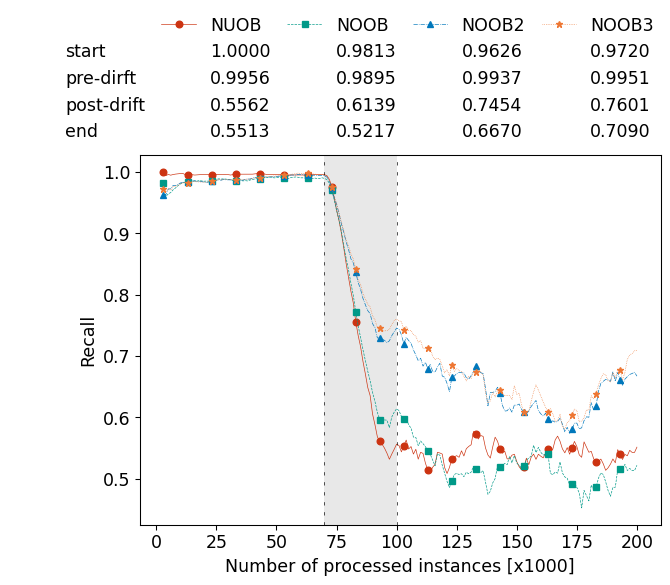 NUOB NOOB NOOB2 NOOB3
start 1.0000 0.9813 0.9626 0.9720
pre-dirft 0.9956 0.9895 0.9937 0.9951
post-drift 0.5562 0.6139 0.7454 0.7601
end 0.5513 0.5217 0.6670 0.7090
1.0
0.9
0.8
0.7
0.6
0.5
Recall
0 25 50 75 100 125 150 175 200
Number of processed instances [x1000]